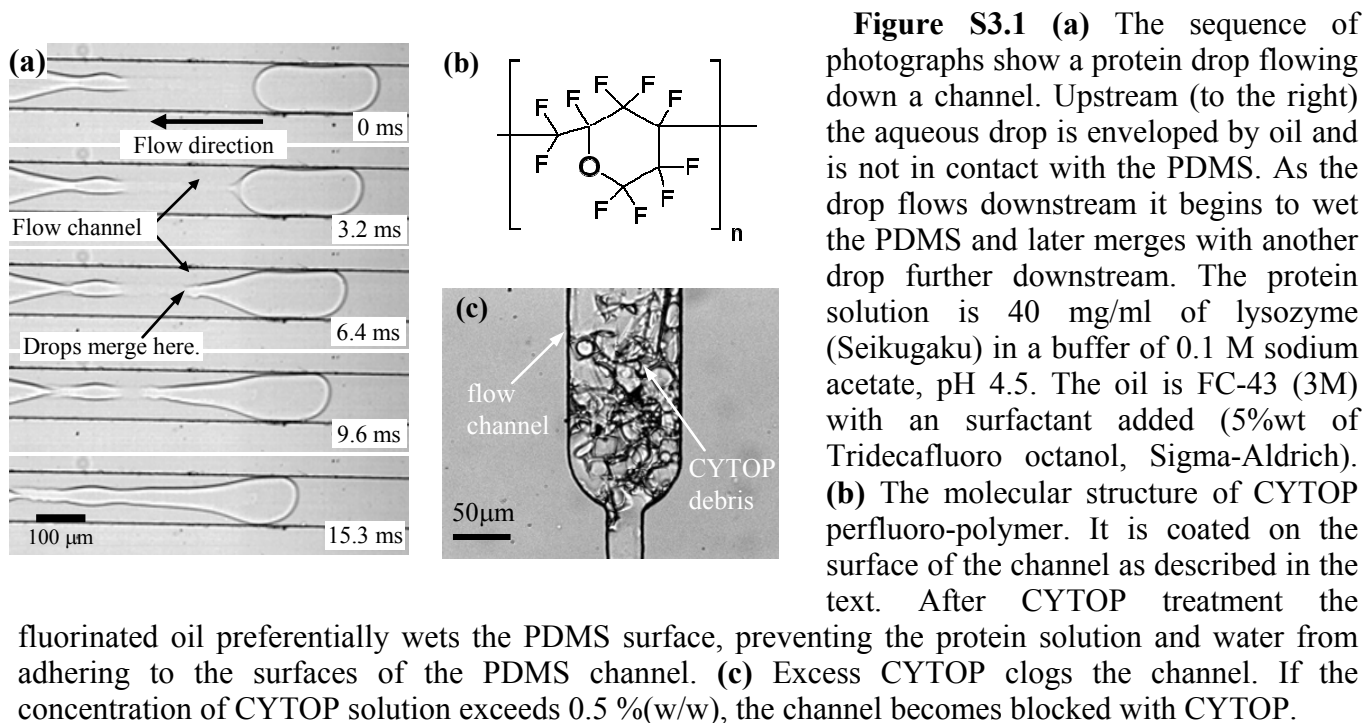 (a)
0 ms
Flow direction
3.2 ms
Flow channel
6.4 ms
Drops merge here.
9.6 ms
15.3 ms
100 µm
(b)
F F
F F F
F
F O F
F F F
n
(c)
flow
channel
CYTOP
debris
50µm
Figure S3.1 (a) The sequence of
photographs show a protein drop flowing
down a channel. Upstream (to the right)
the aqueous drop is enveloped by oil and
is not in contact with the PDMS. As the
drop flows downstream it begins to wet
the PDMS and later merges with another
drop further downstream. The protein
solution is 40 mg/ml of lysozyme
(Seikugaku) in a buffer of 0.1 M sodium
acetate, pH 4.5. The oil is FC-43 (3M)
with an surfactant added (5%wt of
Tridecafluoro octanol, Sigma-Aldrich).
(b) The molecular structure of CYTOP
perfluoro-polymer. It is coated on the
surface of the channel as described in the
text. After CYTOP treatment the
fluorinated oil preferentially wets the PDMS surface, preventing the protein solution and water from
adhering to the surfaces of the PDMS channel. (c) Excess CYTOP clogs the channel. If the
concentration of CYTOP solution exceeds 0.5 %(w/w), the channel becomes blocked with CYTOP.